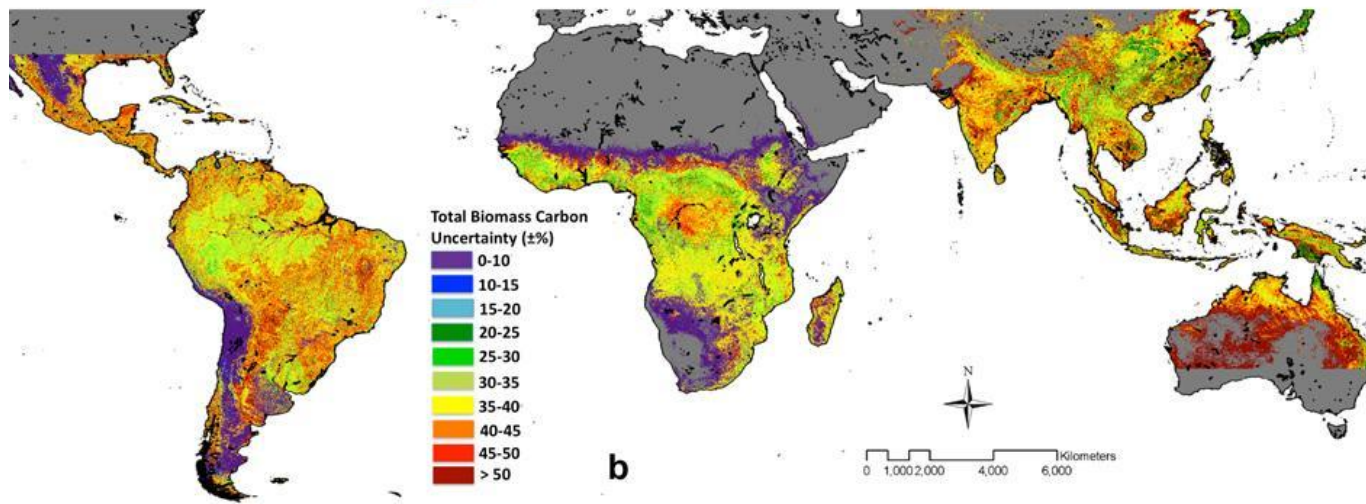 Total Biomass Carbon
Uncertainty (±%)
0-10
10-15
15-20
20-25
25-30
30-35
35-40
40-45
45-50
> 50
b
N
Kilometers
0 1,000 2,000 4,000 6,000